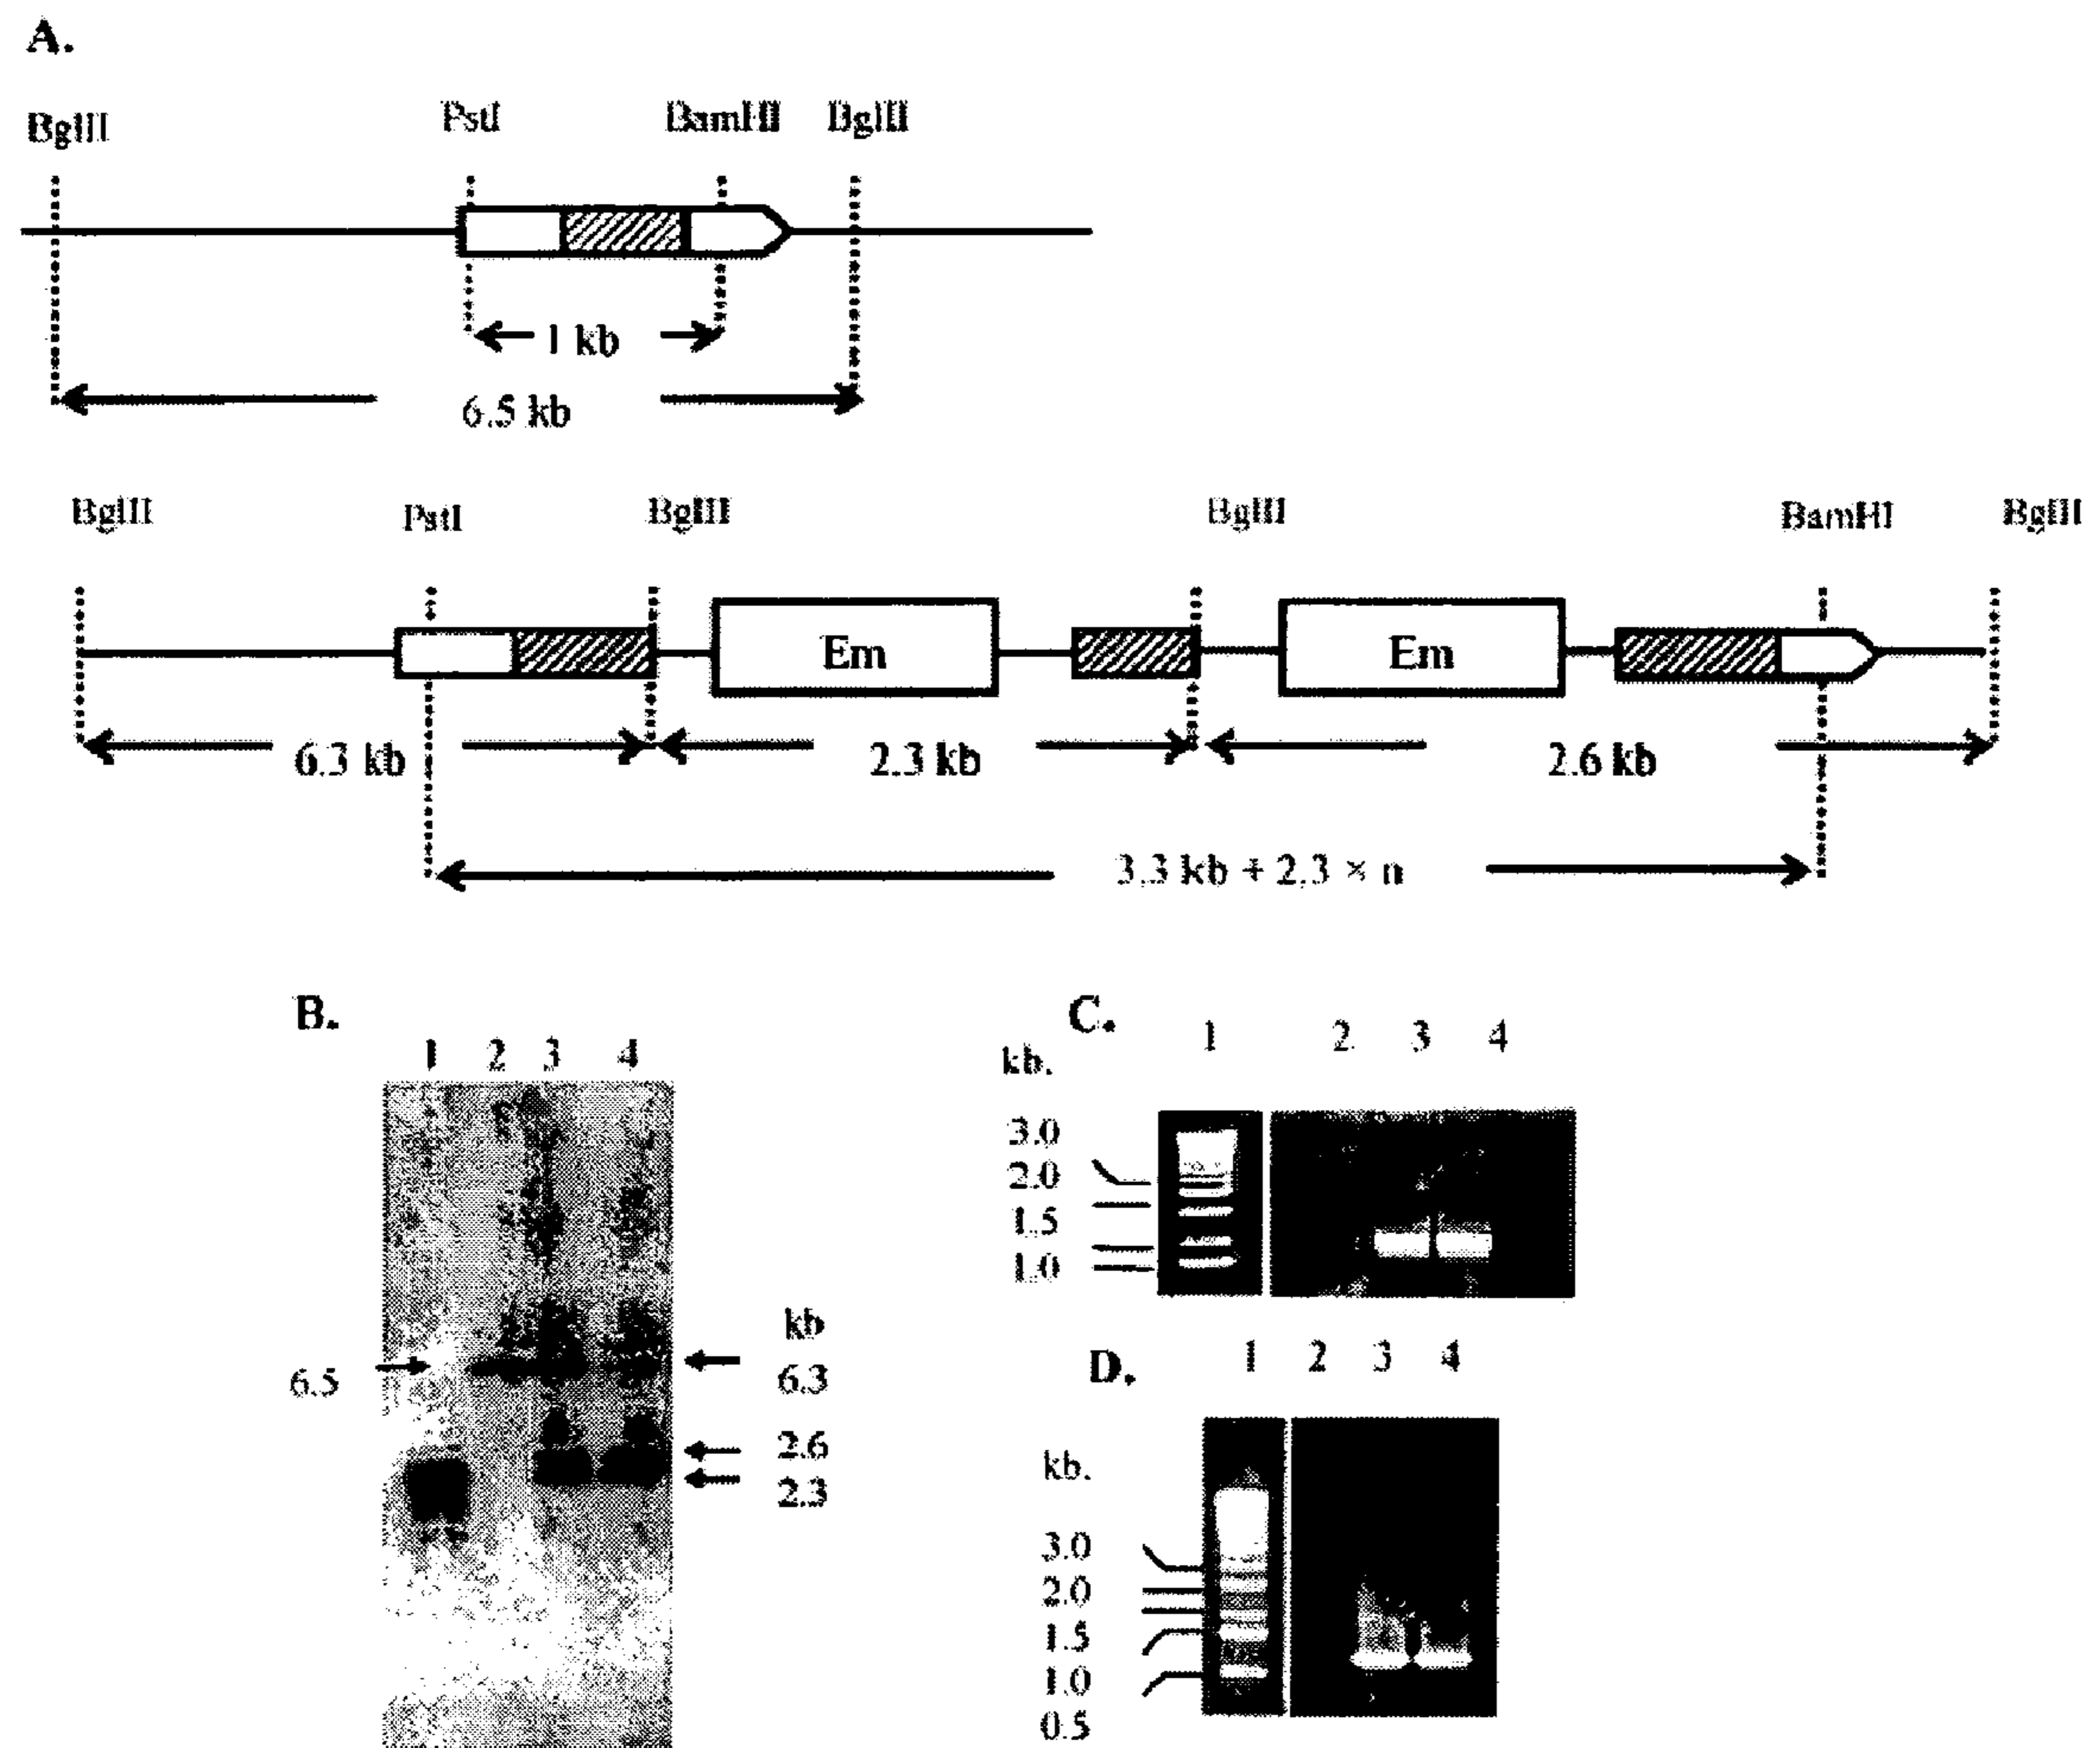 A.
BglII PstI BamHI BglII
1 kb
6.5 kb
BglII PstI BglII BglII BamHI BglII
Em Em
6.3 kb 2.3 kb 2.6 kb
3.3 kb + 2.3 × n
B.
1 2 3 4
kb
6.5
6.3
2.6
2.3
C.
1 2 3 4
kb.
3.0
2.0
1.5
1.0
D.
1 2 3 4
kb.
3.0
2.0
1.5
1.0
0.5